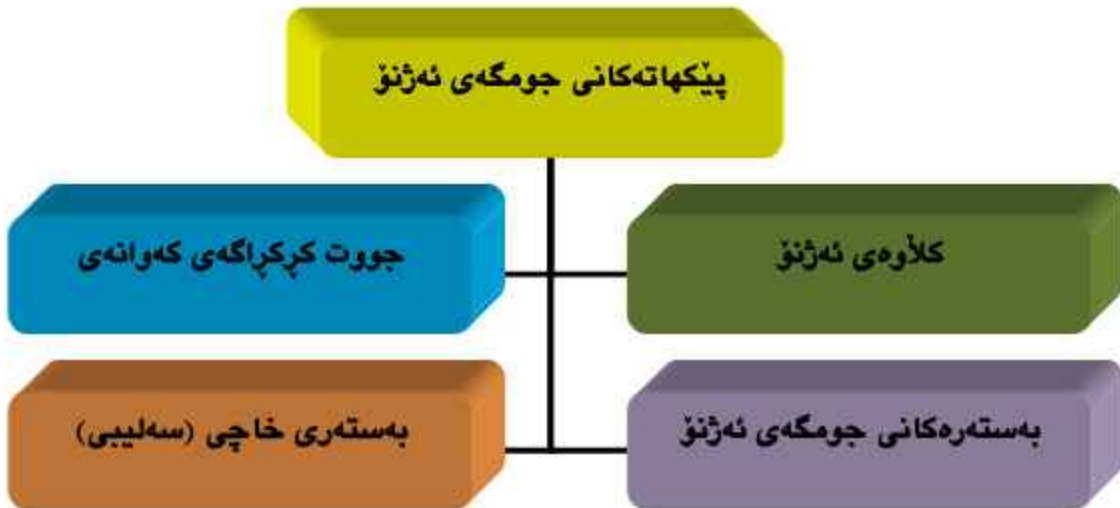 پێکهاتەکانی جومگەی ئەژنۆ
کڵاوەی ئەژنۆ
جووت کڕکڕاگەی کەوانەی
بەستەرەکانی جومگەی ئەژنۆ
بەستەری خاچی (سەلیبی)